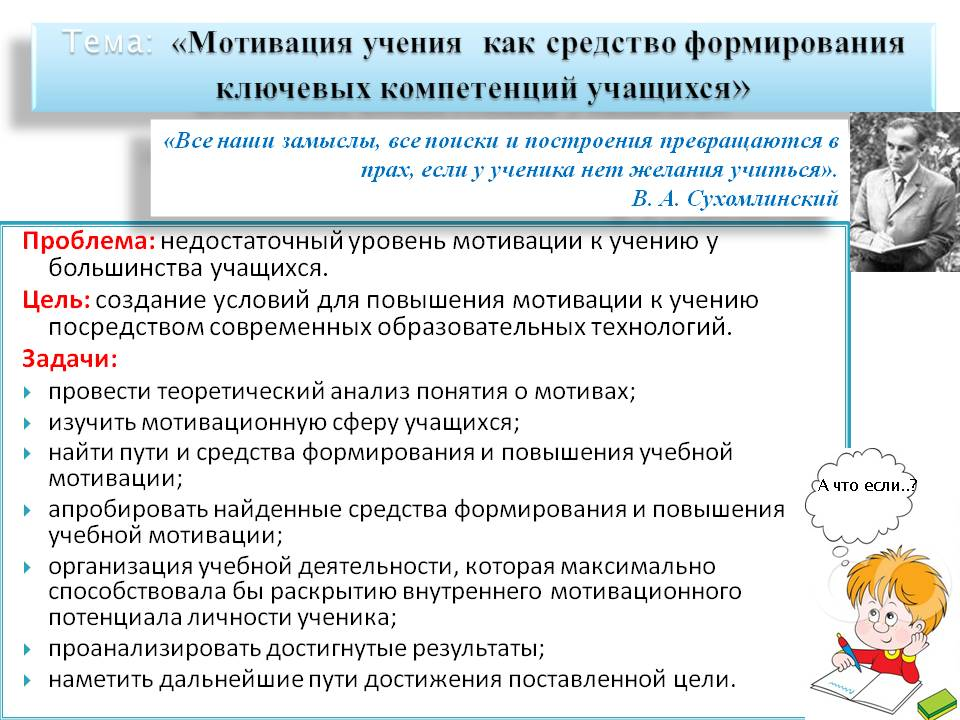 Тема: «Мотивация учения как средство формирования
ключевых компетенций учащихся»
«Все наши замыслы, все поиски и построения превращаются в
прах, если у ученика нет желания учиться».
В. А. Сухомлинский
Проблема: недостаточный уровень мотивации к учению у
большинства учащихся.
Цель: создание условий для повышения мотивации к учению
посредством современных образовательных технологий.
Задачи:
провести теоретический анализ понятия о мотивах;
изучить мотивационную сферу учащихся;
найти пути и средства формирования и повышения учебной
мотивации;
апробировать найденные средства формирования и повышения
учебной мотивации;
организация учебной деятельности, которая максимально
способствовала бы раскрытию внутреннего мотивационного
потенциала личности ученика;
проанализировать достигнутые результаты;
наметить дальнейшие пути достижения поставленной цели.
А что если..?